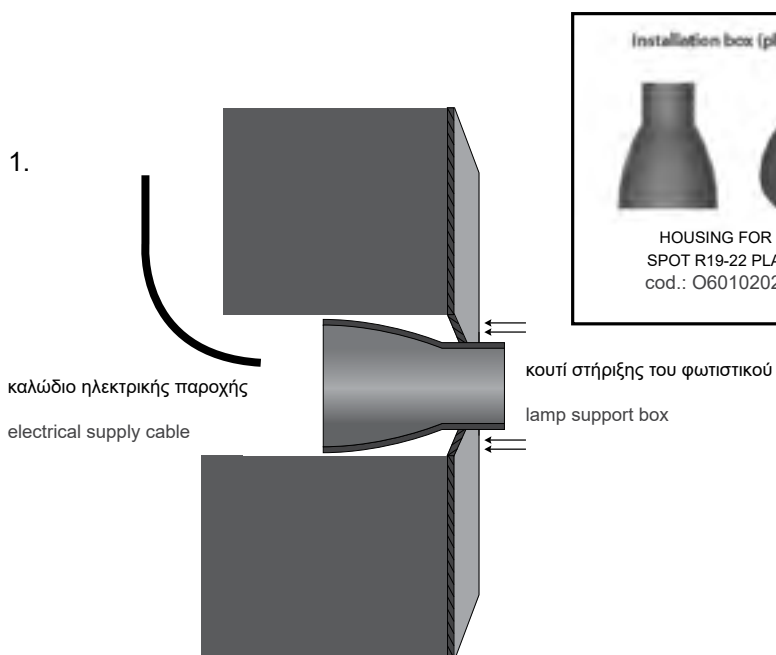 1.
Installation box (pl
HOUSING FOR
SPOT R19-22 PLA
cod.: O6010202
καλώδιο ηλεκτρικής παροχής
electrical supply cable
κουτί στήριξης του φωτιστικού
lamp support box